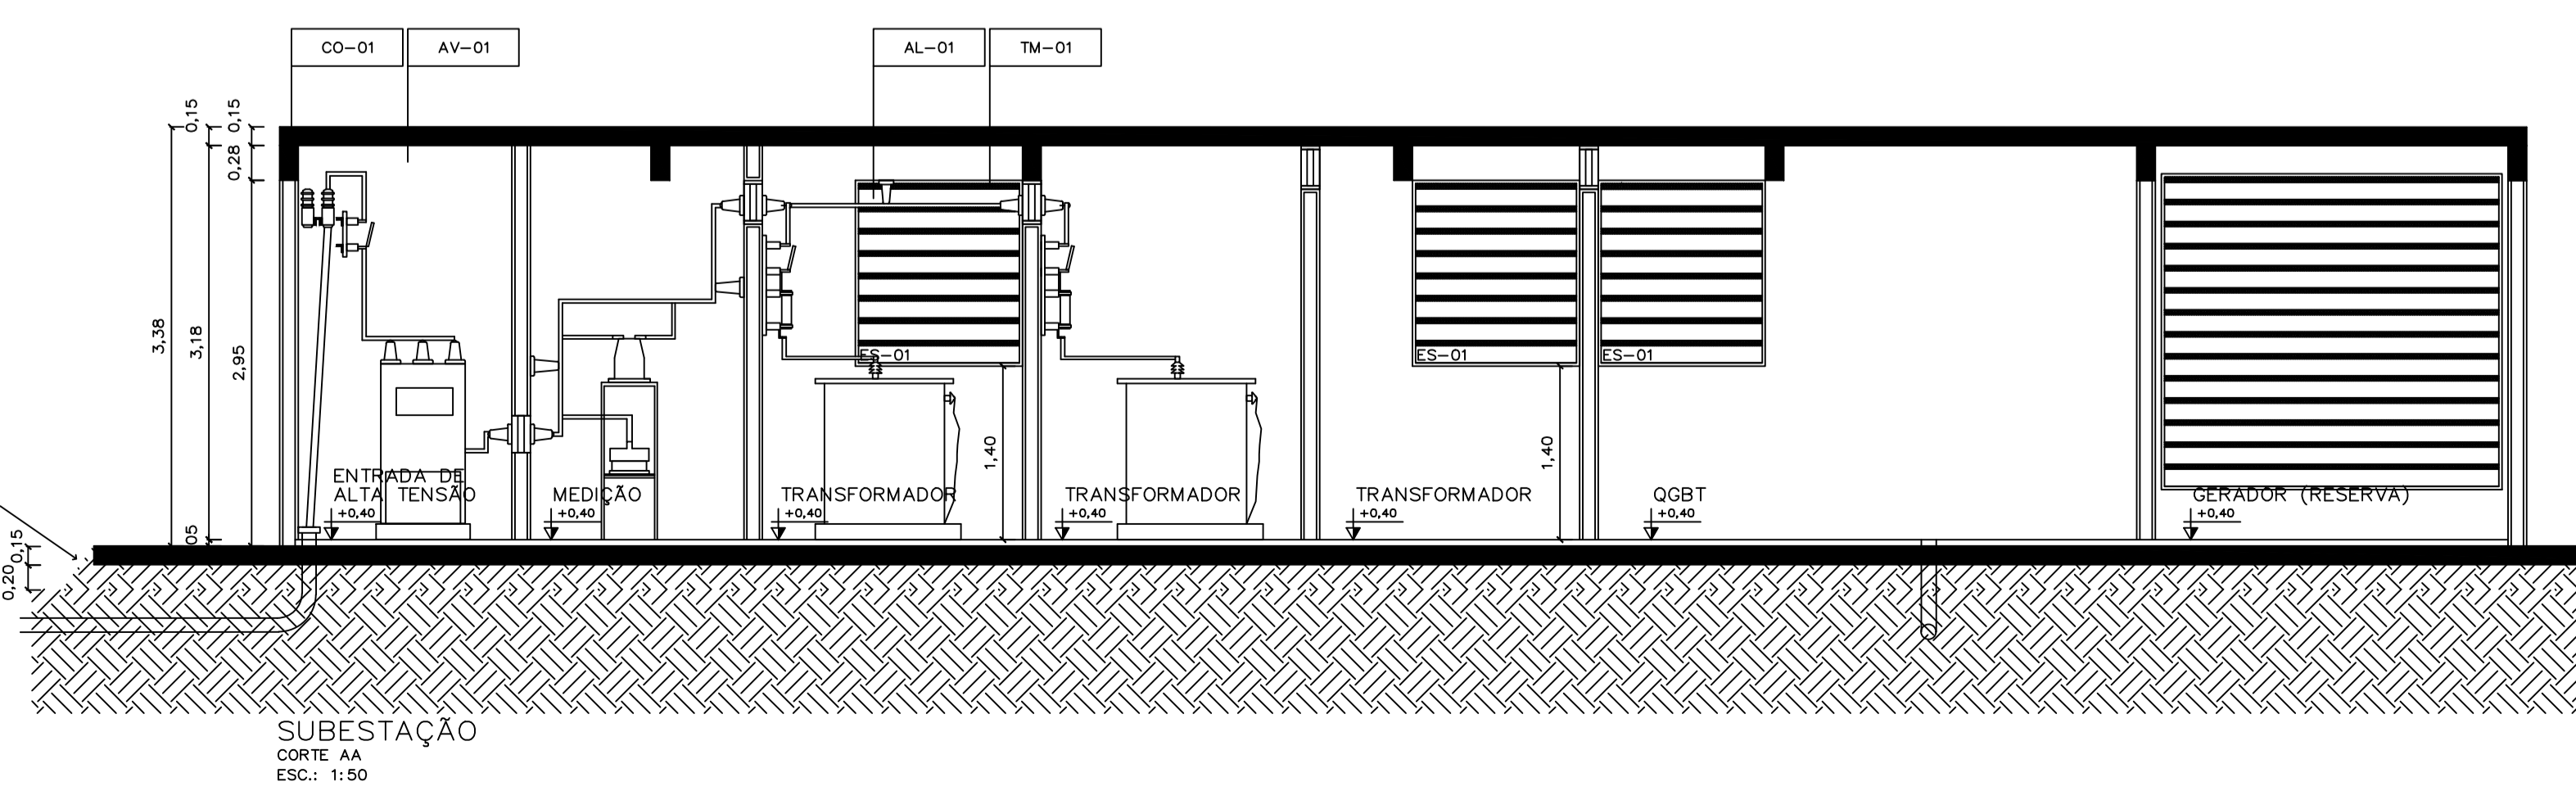 CO-01
AV-01
AL-01
TM-01
0,15
0,15
0,28
3,38
3,18
2,95
05
0,15
0,20
ES-01
ES-01
ES-01
1,40
1,40
ENTRADA DE
ALTA TENSÃO
+0,40
MEDIÇÃO
+0,40
TRANSFORMADOR
+0,40
TRANSFORMADOR
+0,40
TRANSFORMADOR
+0,40
QGBT
+0,40
GERADOR (RESERVA)
+0,40
SUBESTAÇÃO
CORTE AA
ESC.: 1:50